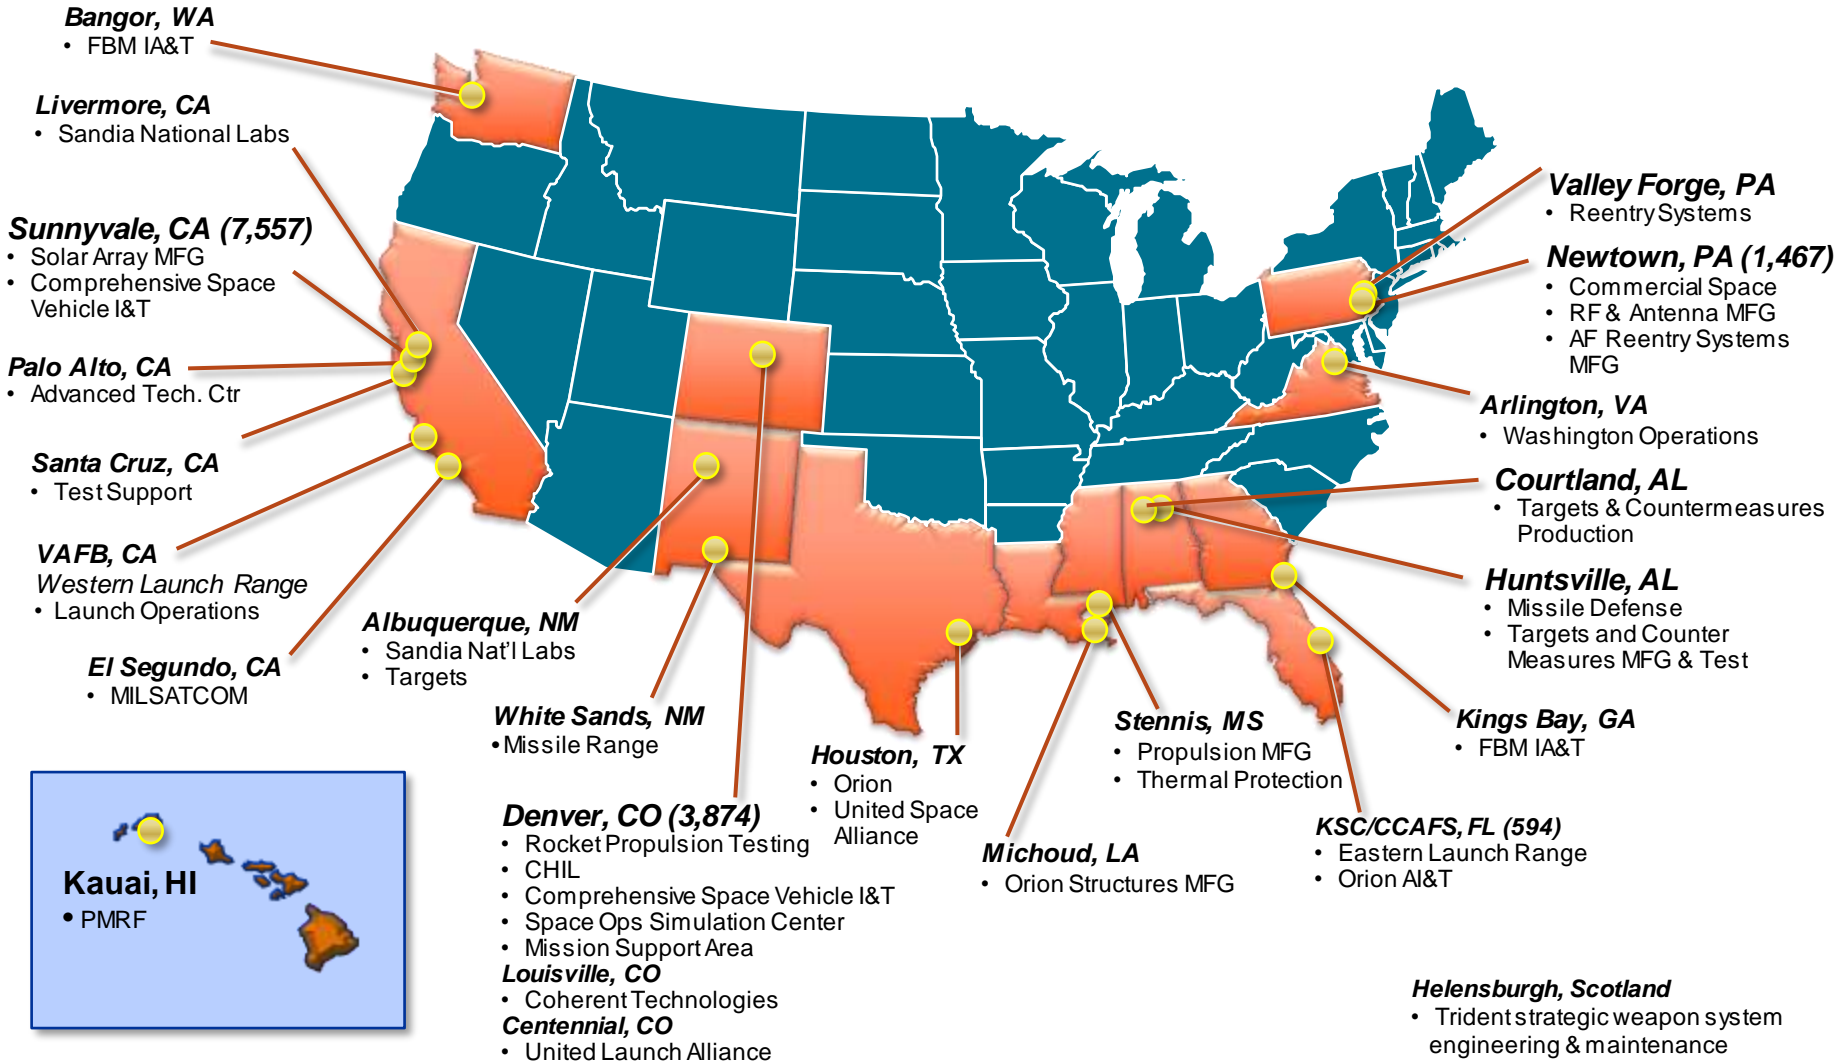 Bangor, WA
• FBM IA&T
Livermore, CA
• Sandia National Labs
Sunnyvale, CA (7,557)
• Solar Array MFG
• Comprehensive Space
Vehicle I&T
Palo Alto, CA
• Advanced Tech. Ctr
Santa Cruz, CA
• Test Support
VAFB, CA
Western Launch Range
• Launch Operations
El Segundo, CA
• MILSATCOM
Albuquerque, NM
• Sandia Nat'l Labs
• Targets
White Sands, NM
• Missile Range
Denver, CO (3,874)
• Rocket Propulsion Testing
• CHIL
• Comprehensive Space Vehicle I&T
• Space Ops Simulation Center
• Mission Support Area
Louisville, CO
• Coherent Technologies
Centennial, CO
• United Launch Alliance
Houston, TX
• Orion
• United Space
Alliance
Michoud, LA
• Orion Structures MFG
Stennis, MS
• Propulsion MFG
• Thermal Protection
KSC/CCAFS, FL (594)
• Eastern Launch Range
• Orion AI&T
Kings Bay, GA
• FBM IA&T
Huntsville, AL
• Missile Defense
• Targets and Counter
Measures MFG & Test
Courtland, AL
• Targets & Countermeasures
Production
Arlington, VA
• Washington Operations
Newtown, PA (1,467)
• Commercial Space
• RF & Antenna MFG
• AF Reentry Systems
MFG
Valley Forge, PA
• Reentry Systems
Kauai, HI
• PMRF
Helensburgh, Scotland
• Trident strategic weapon system
engineering & maintenance